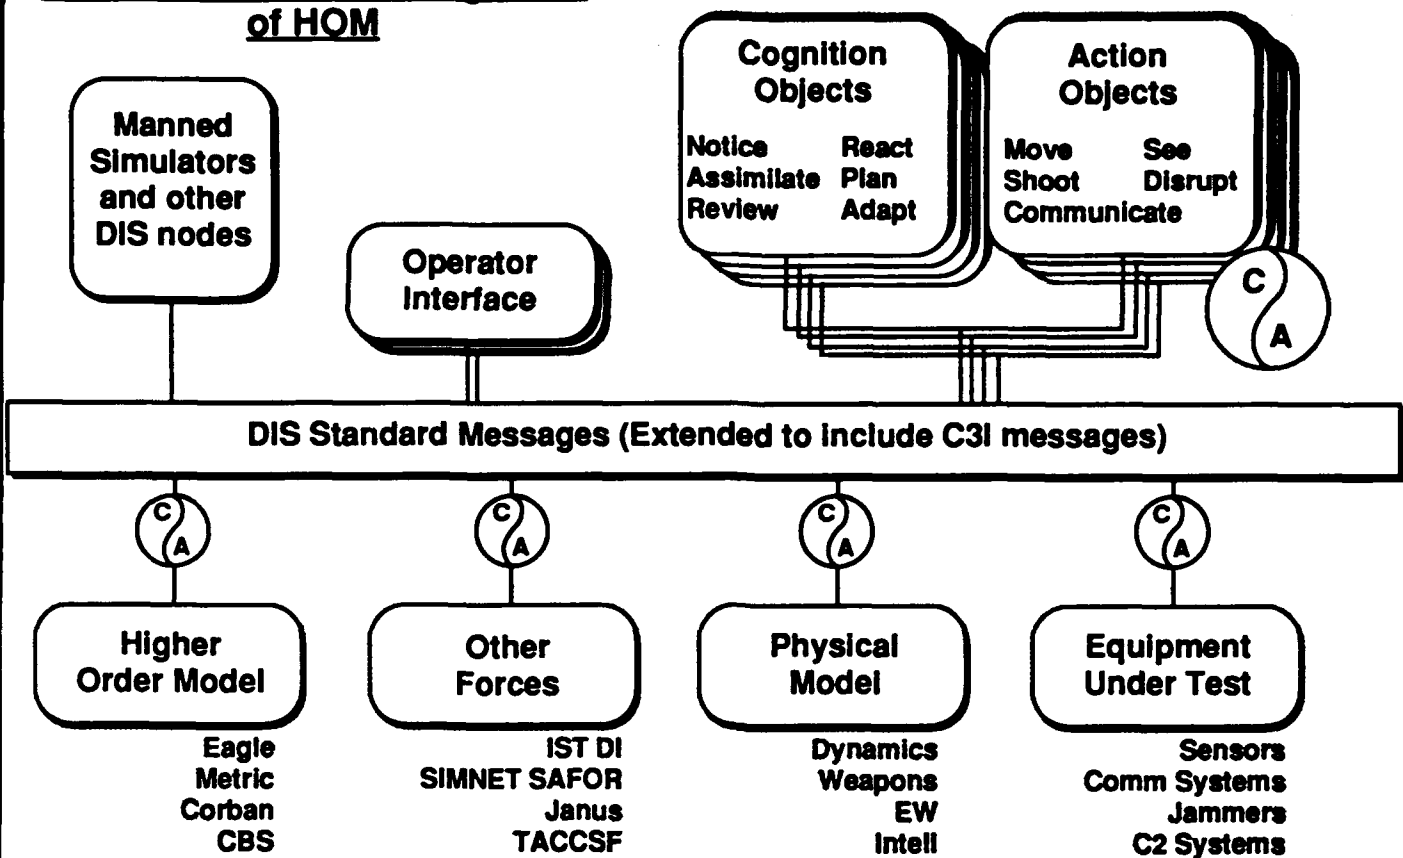 of HOM
Manned
Simulators
and other
DIS nodes
Operator
Interface
Cognition
Objects
Notice React
Assimilate Plan
Review Adapt
Action
Objects
Move See
Shoot Disrupt
Communicate
C
A
DIS Standard Messages (Extended to include C3I messages)
C
A
C
A
C
A
C
A
Higher
Order Model
Eagle
Metric
Corban
CBS
Other
Forces
IST DI
SIMNET SAFOR
Janus
TACCSF
Physical
Model
Dynamics
Weapons
EW
Intell
Equipment
Under Test
Sensors
Comm Systems
Jammers
C2 Systems